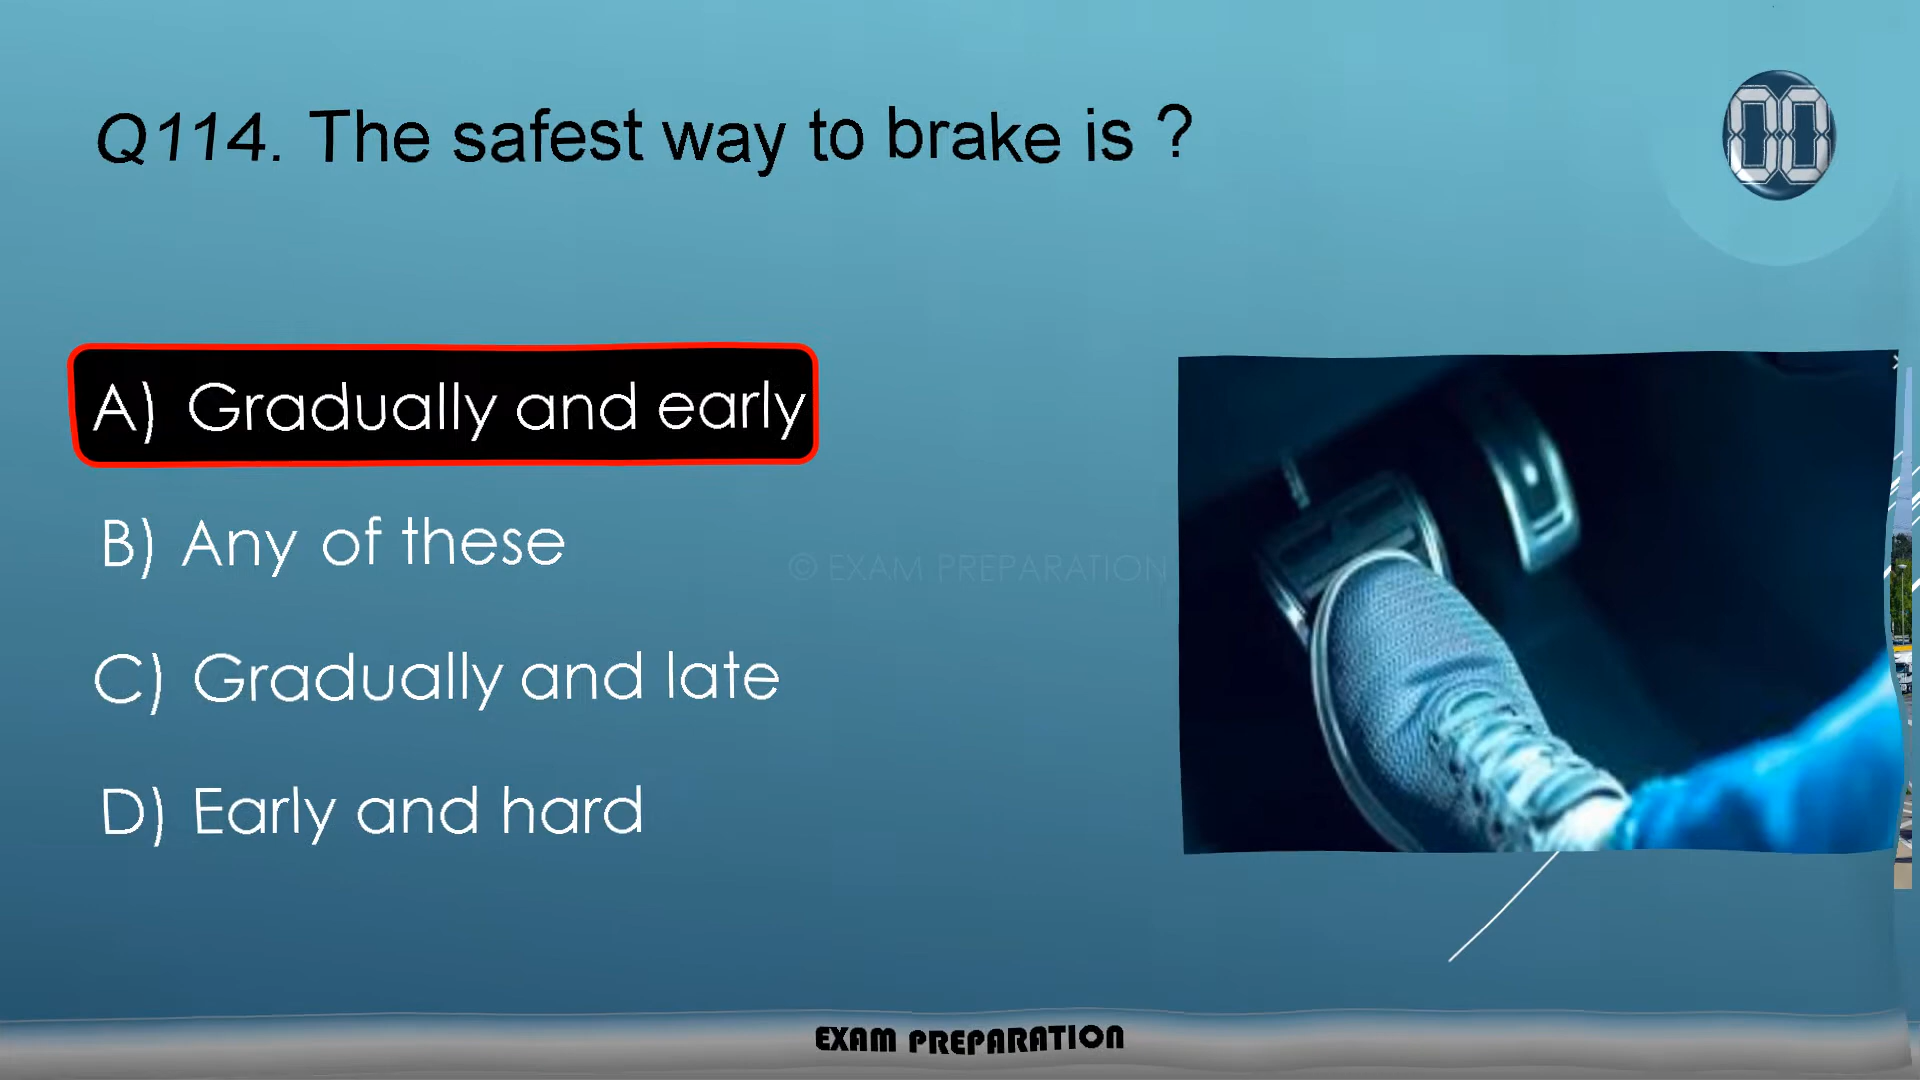 Q114. The safest way to brake is ?
00
A) Gradually and early
B) Any of these
C) Gradually and late
D) Early and hard
© EXAM PREPARATION
EXAM PREPARATION